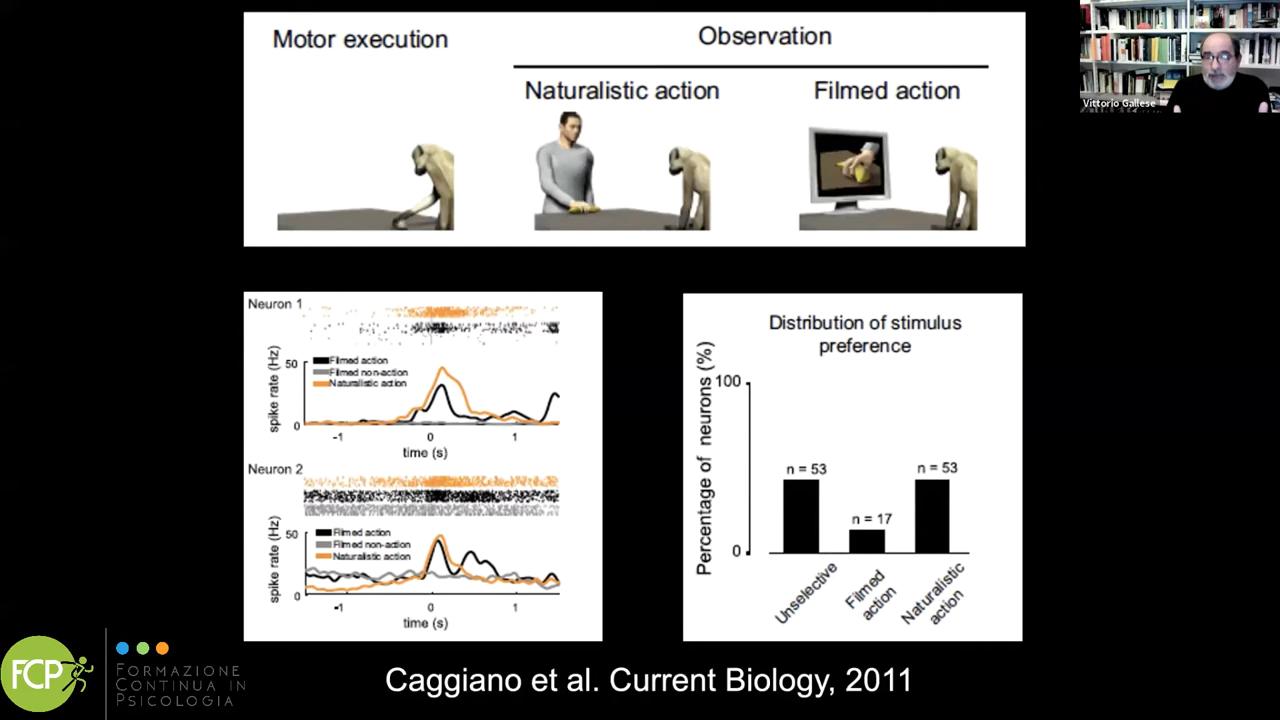 Motor execution
Observation
Naturalistic action
Filmed action
Vittorio Gallese
Neuron 1
spike rate (Hz)
50
0
Filmed action
Filmed non-action
Naturalistic action
-1
0
1
time (s)
Neuron 2
spike rate (Hz)
50
0
Filmed action
Filmed non-action
Naturalistic action
-1
0
1
time (s)
Distribution of stimulus
preference
Percentage of neurons (%)
100
0
n = 53
n = 17
n = 53
Unselective
Filmed
action
Naturalistic
action
FCP
FORMAZIONE
CONTINUA IN
PSICOLOGIA
Caggiano et al. Current Biology, 2011